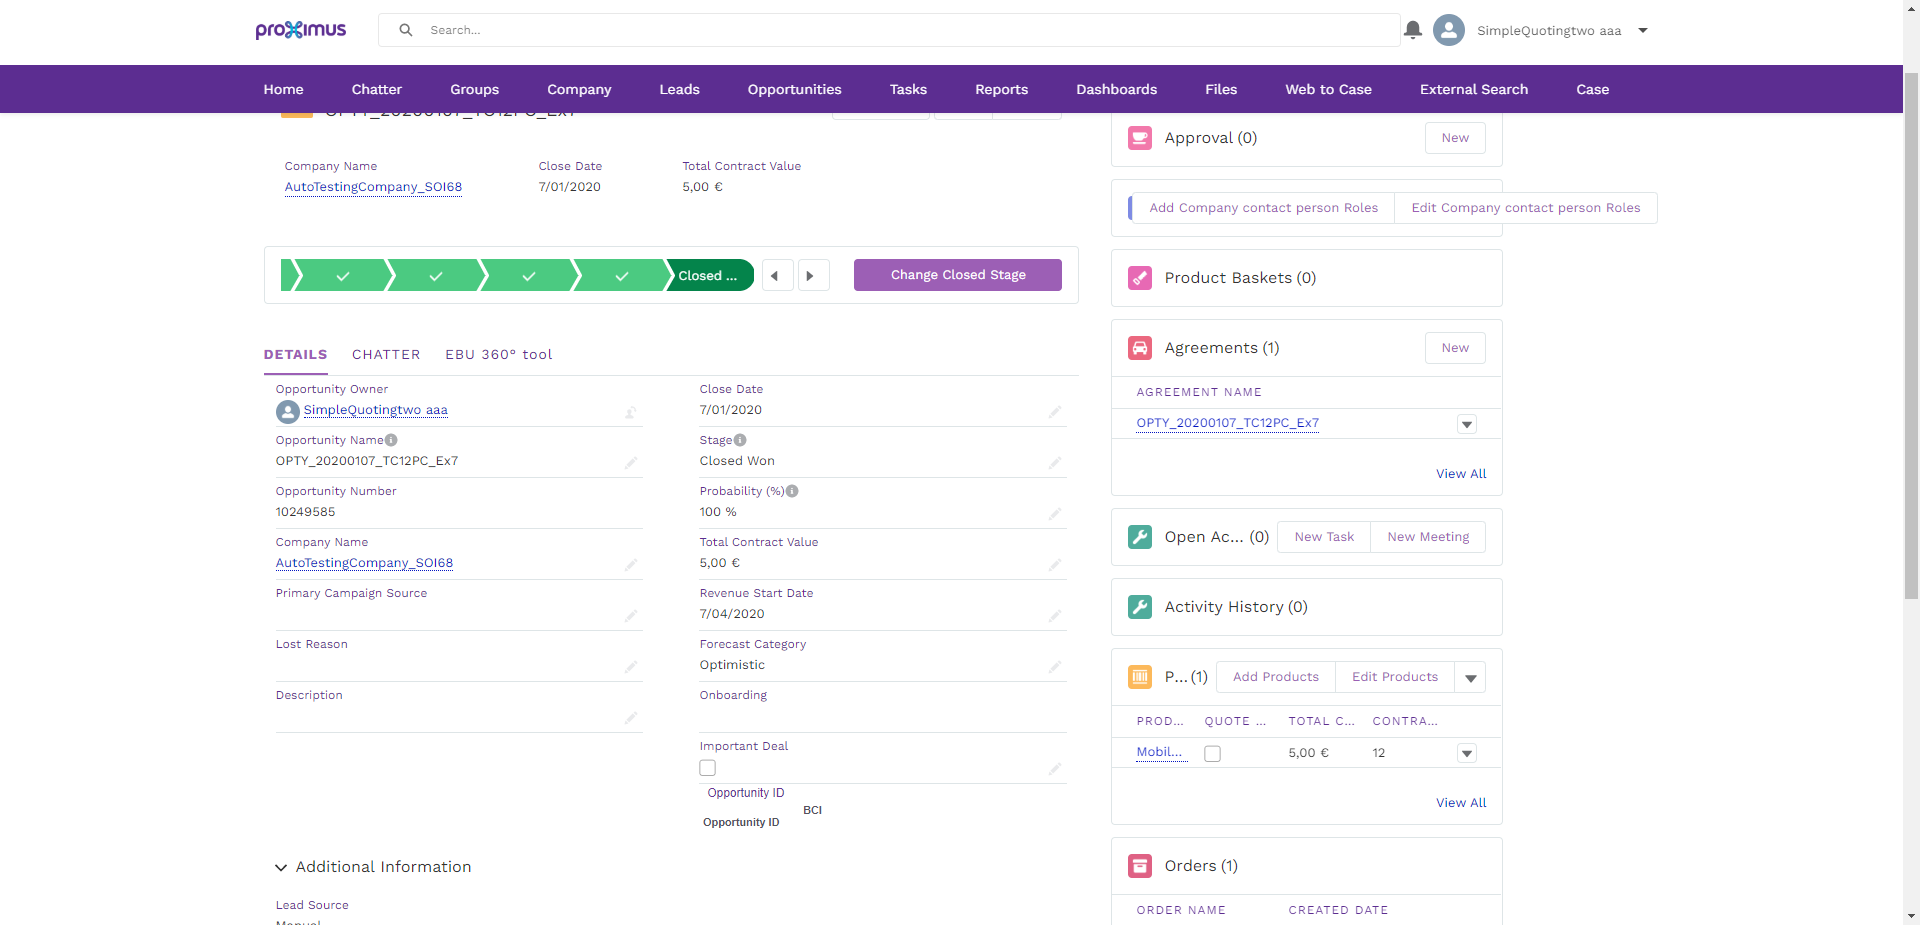 proximus
Search...
SimpleQuotingtwo aaa
Home
Chatter
Groups
Company
Leads
Opportunities
Tasks
Reports
Dashboards
Files
Web to Case
External Search
Case
OPTY_20200107_TC12PC_Ex7
Company Name
AutoTestingCompany_SOI68
Close Date
7/01/2020
Total Contract Value
5,00 €
Closed ...
Change Closed Stage
DETAILS
CHATTER
EBU 360° tool
Opportunity Owner
SimpleQuotingtwo aaa
Opportunity Name
OPTY_20200107_TC12PC_Ex7
Opportunity Number
10249585
Company Name
AutoTestingCompany_SOI68
Primary Campaign Source
Lost Reason
Description
Close Date
7/01/2020
Stage
Closed Won
Probability (%)
100 %
Total Contract Value
5,00 €
Revenue Start Date
7/04/2020
Forecast Category
Optimistic
Onboarding
Important Deal
Opportunity ID
BCI
Opportunity ID
Additional Information
Lead Source
Manual
Approval (0)
New
Add Company contact person Roles
Edit Company contact person Roles
Product Baskets (0)
Agreements (1)
New
AGREEMENT NAME
OPTY_20200107_TC12PC_Ex7
View All
Open Ac... (0)
New Task
New Meeting
Activity History (0)
P... (1)
Add Products
Edit Products
PROD... QUOTE ... TOTAL C... CONTRA...
Mobil... 5,00 € 12
View All
Orders (1)
ORDER NAME CREATED DATE